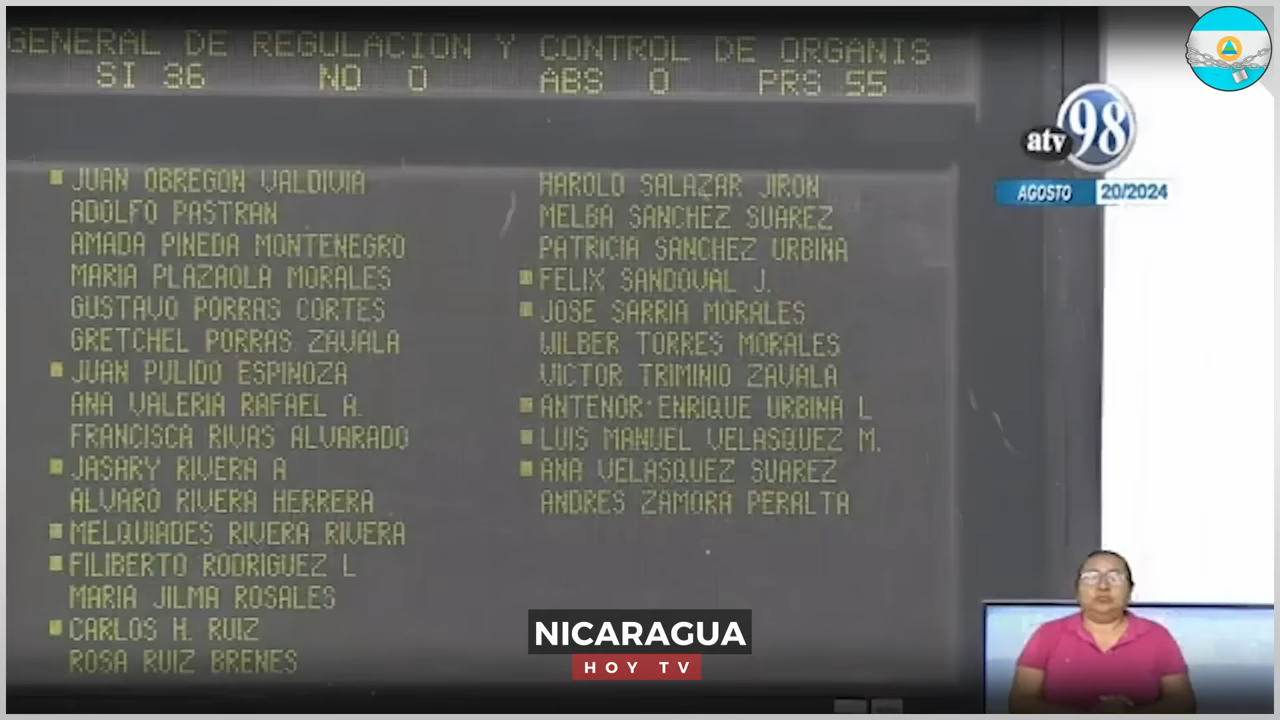 GENERAL DE REGULACION Y CONTROL DE ORGANIS
SI 36 NO 0 ABS 0 PRS 55
JUAN OBREGON VALDIVIA
ADOLFO PASTRAN
AMADA PINEDA MONTENEGRO
MARIA PLAZAOLA MORALES
GUSTAVO PORRAS CORTES
GRETCHEL PORRAS ZAVALA
JUAN PULIDO ESPINOZA
ANA VALERIA RAFAEL A.
FRANCISCA RIVAS ALVARADO
JASARY RIVERA A
ALVARO RIVERA HERRERA
MELQUIADES RIVERA RIVERA
FILIBERTO RODRIGUEZ L
MARIA JILMA ROSALES
CARLOS H. RUIZ
ROSA RUIZ BRENES
HAROLD SALAZAR JIRON
MELBA SANCHEZ SUAREZ
PATRICIA SANCHEZ URBINA
FELIX SANDOVAL J.
JOSE SARRIA MORALES
WILBER TORRES MORALES
VICTOR TRIMINIO ZAVALA
ANTENOR ENRIQUE URBINA L
LUIS MANUEL VELASQUEZ M.
ANA VELASQUEZ SUAREZ
ANDRES ZAMORA PERALTA
atv 98
AGOSTO 20/2024
NICARAGUA
HOY TV